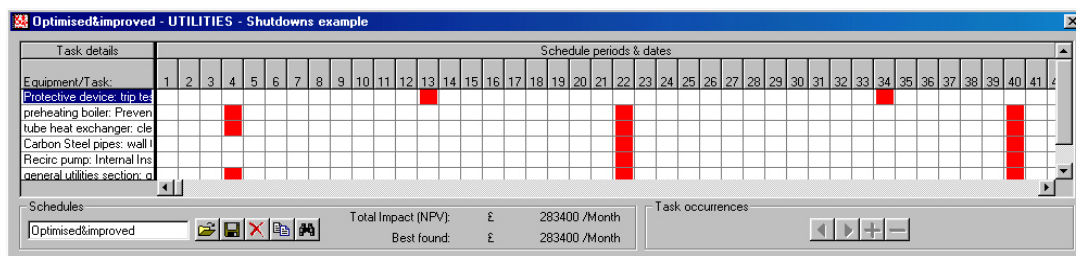 Optimised&improved - UTILITIES - Shutdowns example
Task details
Schedule periods & dates
Equipment/Task: 1 2 3 4 5 6 7 8 9 10 11 12 13 14 15 16 17 18 19 20 21 22 23 24 25 26 27 28 29 30 31 32 33 34 35 36 37 38 39 40 41
Protective device: trip tes
preheating boiler: Preven
tube heat exchanger: cle
Carbon Steel pipes: wall
Recirc pump: Internal Ins
general utilities section: g
Schedules
Task occurrences
Optimised&improved
Total Impact (NPV): £ 283400 /Month
Best found: £ 283400 /Month